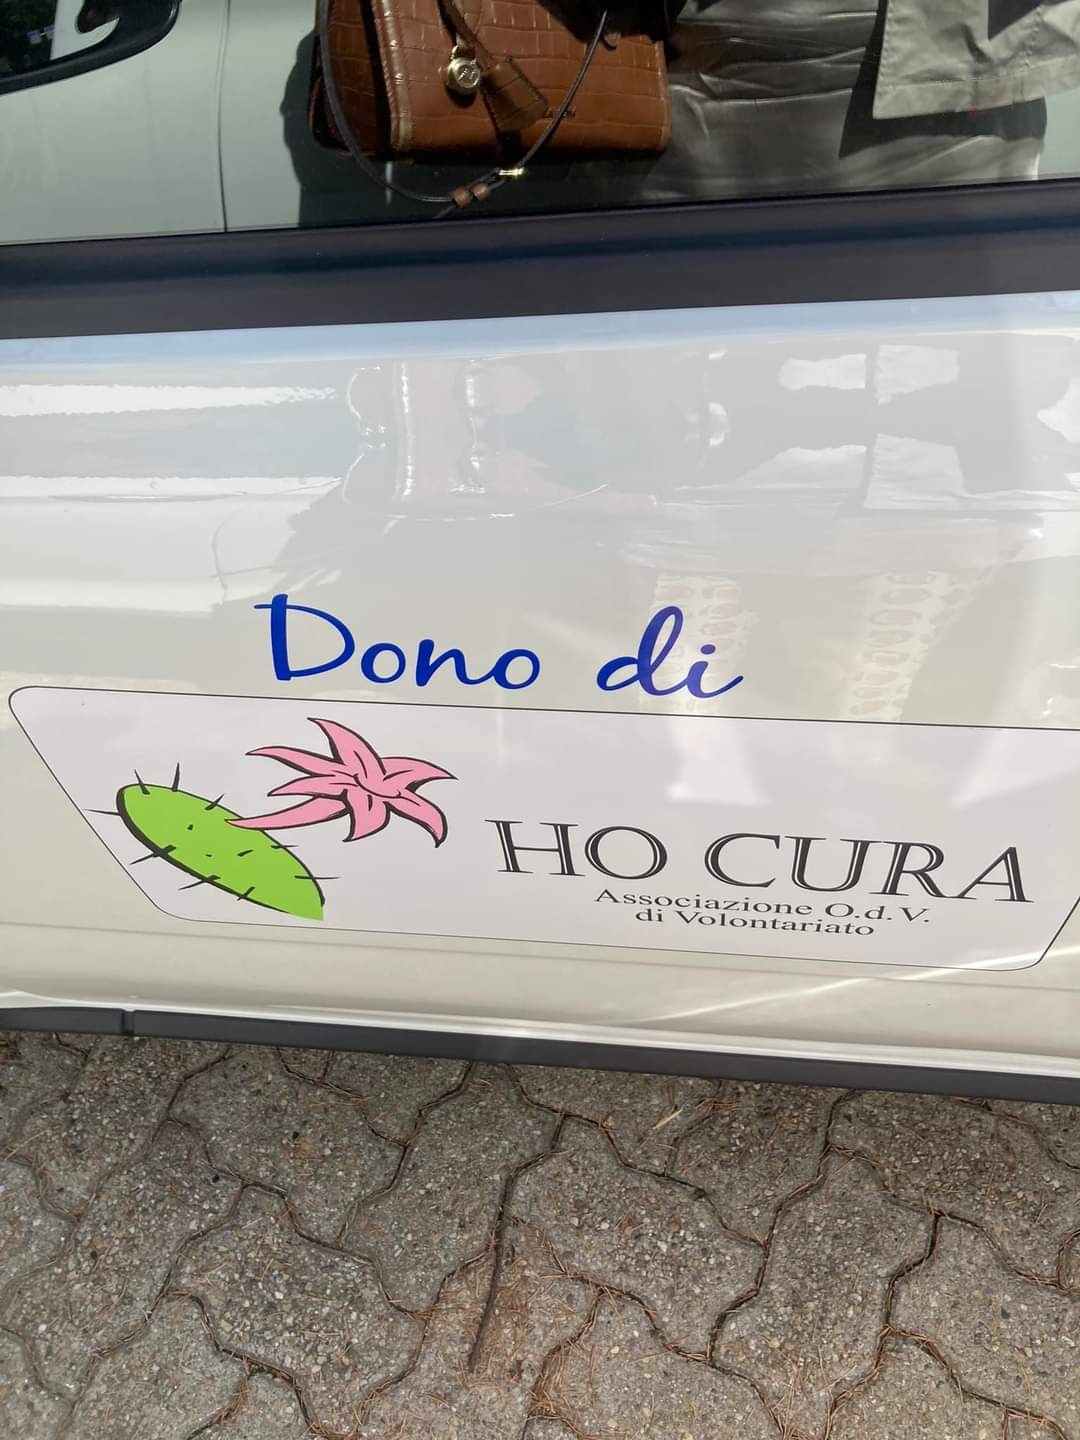 Dono di
HO CURA
Associazione O.d.V.
di Volontariato